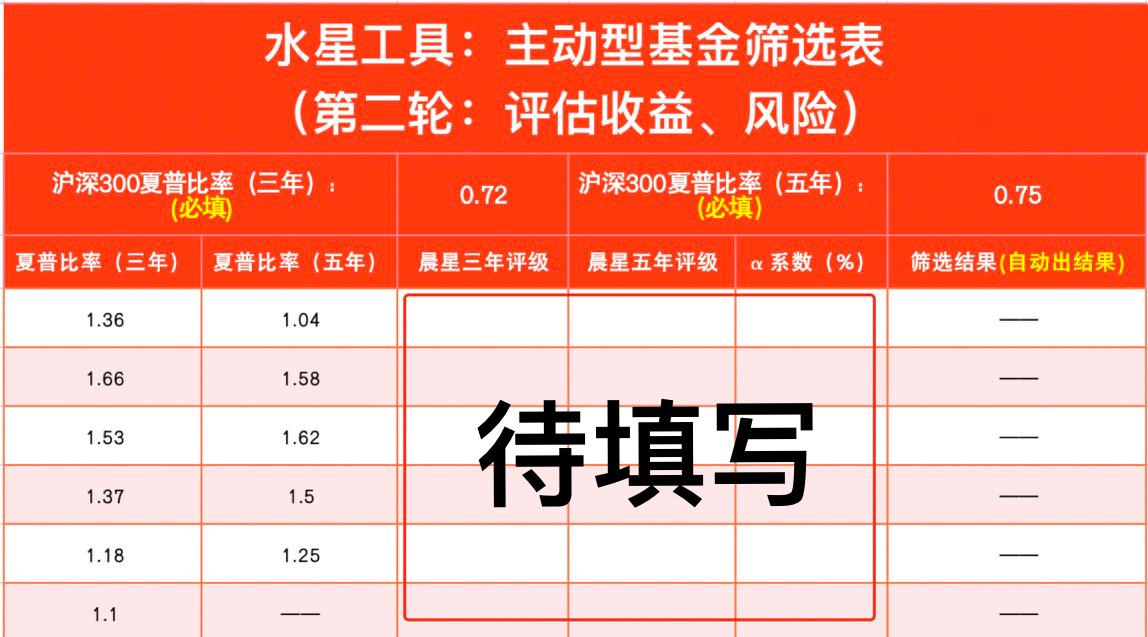 水星工具：主动型基金筛选表
（第二轮：评估收益、风险）
沪深300夏普比率（三年）：
(必填)
0.72
沪深300夏普比率（五年）：
(必填）
0.75
夏普比率（三年）
夏普比率（五年）
晨星三年评级
晨星五年评级
α 系数（%）
筛选结果(自动出结果)
1.36
1.04
——
1.66
1.58
——
1.53
1.62
——
待填写
1.37
1.5
——
1.18
1.25
——
1.1
——
——